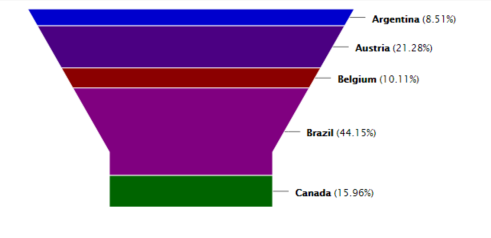 Argentina (8.51%)
Austria (21.28%)
Belgium (10.11%)
Brazil (44.15%)
Canada (15.96%)